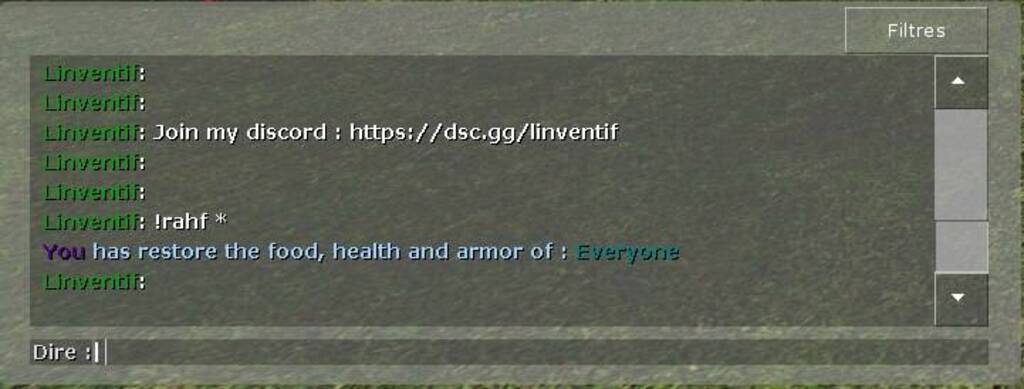 Filtres
Linventif:
Linventif:
Linventif: Join my discord : https://dsc.gg/linventif
Linventif:
Linventif:
Linventif: !rahf *
You has restore the food, health and armor of : Everyone
Linventif:
Dire :